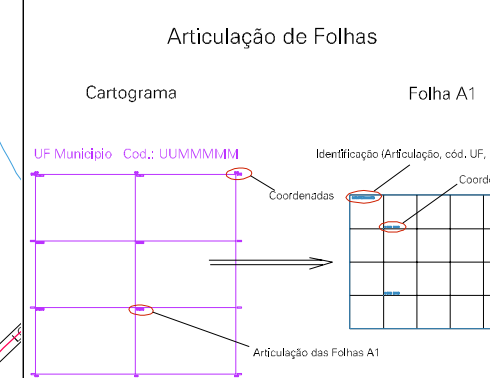 Articulação de Folhas
Cartograma
Folha A1
UF Municipio Cod.: UUMMMMM
Identificação (Articulação, cód. UF,
Coorde
Coordenadas
Articulação das Folhas A1